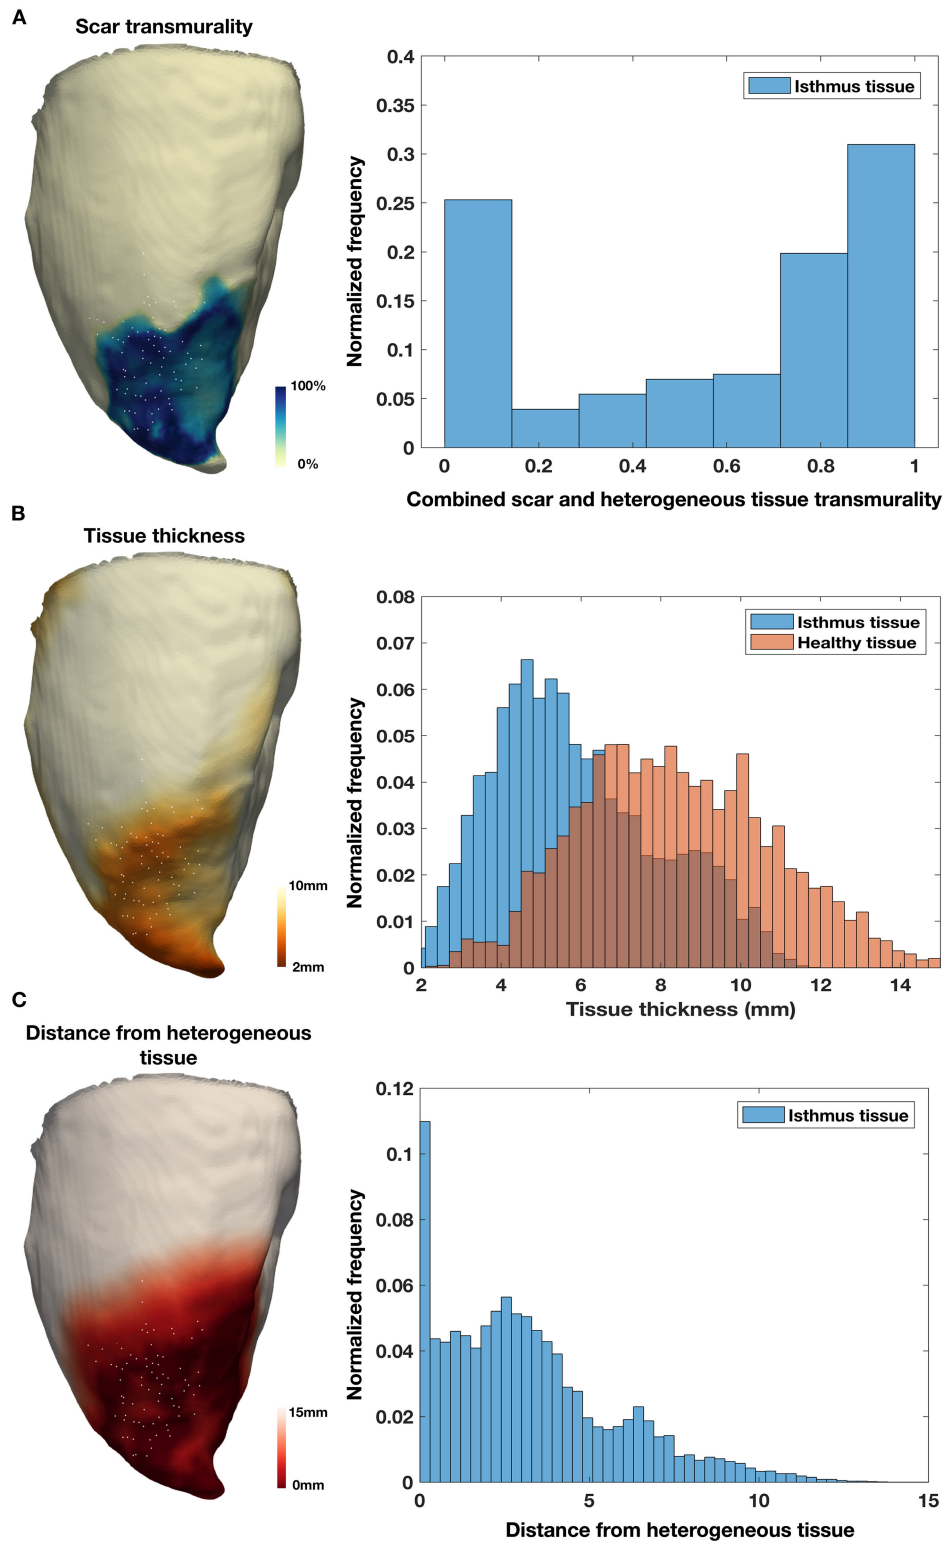 A
Scar transmurality
100%
0%
0.4
0.35
0.3
0.25
0.2
0.15
0.1
0.05
0
Normalized frequency
Isthmus tissue
0 0.2 0.4 0.6 0.8 1
Combined scar and heterogeneous tissue transmurality
B
Tissue thickness
10mm
2mm
0.08
0.07
0.06
0.05
0.04
0.03
0.02
0.01
0
Normalized frequency
Isthmus tissue
Healthy tissue
2 4 6 8 10 12 14
Tissue thickness (mm)
C
Distance from heterogeneous
tissue
15mm
0mm
0.12
0.1
0.08
0.06
0.04
0.02
0
Normalized frequency
Isthmus tissue
0 5 10 15
Distance from heterogeneous tissue